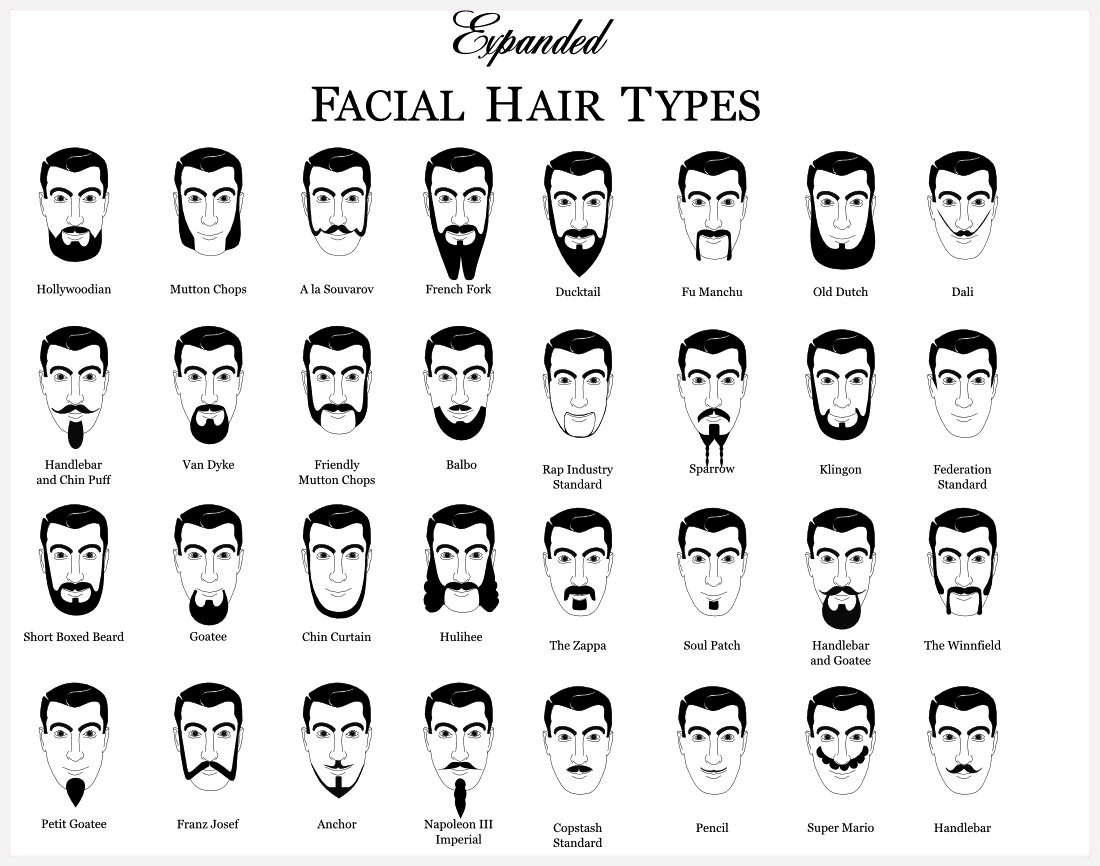 Expanded
FACIAL HAIR TYPES
Hollywoodian
Mutton Chops
A la Souvarov
French Fork
Ducktail
Fu Manchu
Old Dutch
Dali
Handlebar
and Chin Puff
Van Dyke
Friendly
Mutton Chops
Balbo
Rap Industry
Standard
Sparrow
Klingon
Federation
Standard
Short Boxed Beard
Goatee
Chin Curtain
Hulihee
The Zappa
Soul Patch
Handlebar
and Goatee
The Winnfield
Petit Goatee
Franz Josef
Anchor
Napoleon III
Imperial
Copstash
Standard
Pencil
Super Mario
Handlebar